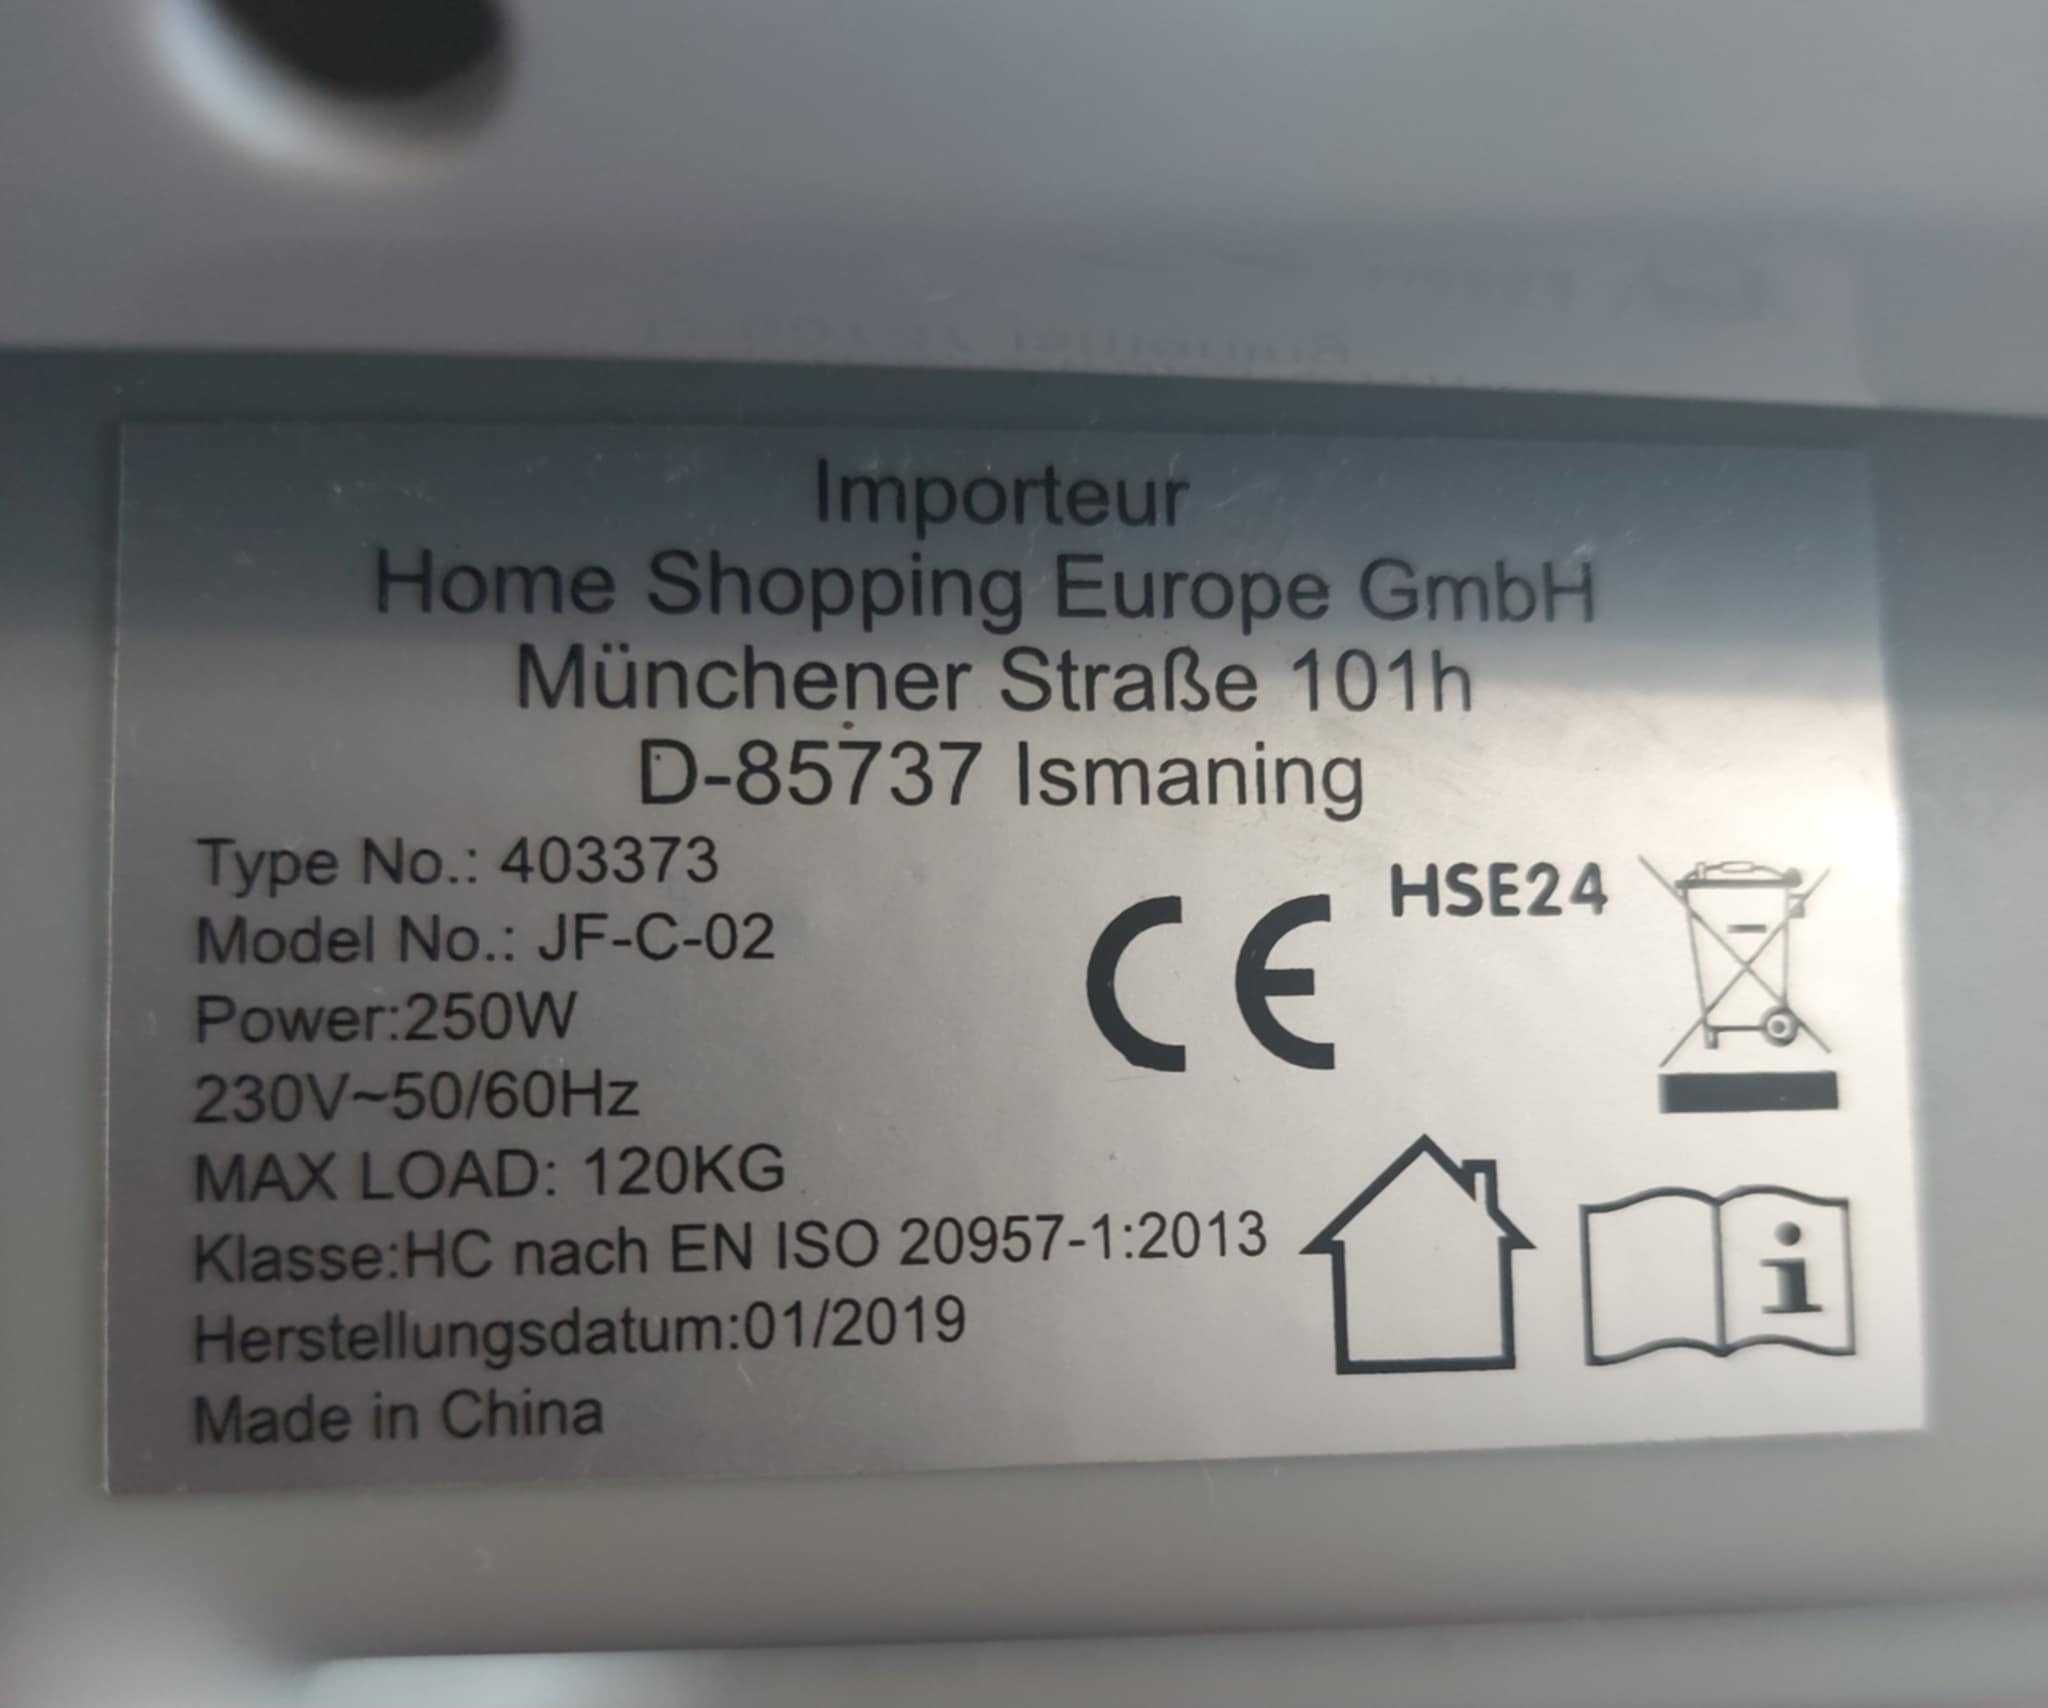 Importeur
Home Shopping Europe GmbH
Münchener Straße 101h
D-85737 Ismaning
Type No.: 403373
Model No.: JF-C-02
Power:250W
230V~50/60Hz
MAX LOAD: 120KG
Klasse:HC nach EN ISO 20957-1:2013
Herstellungsdatum:01/2019
Made in China
CE
HSE24
i